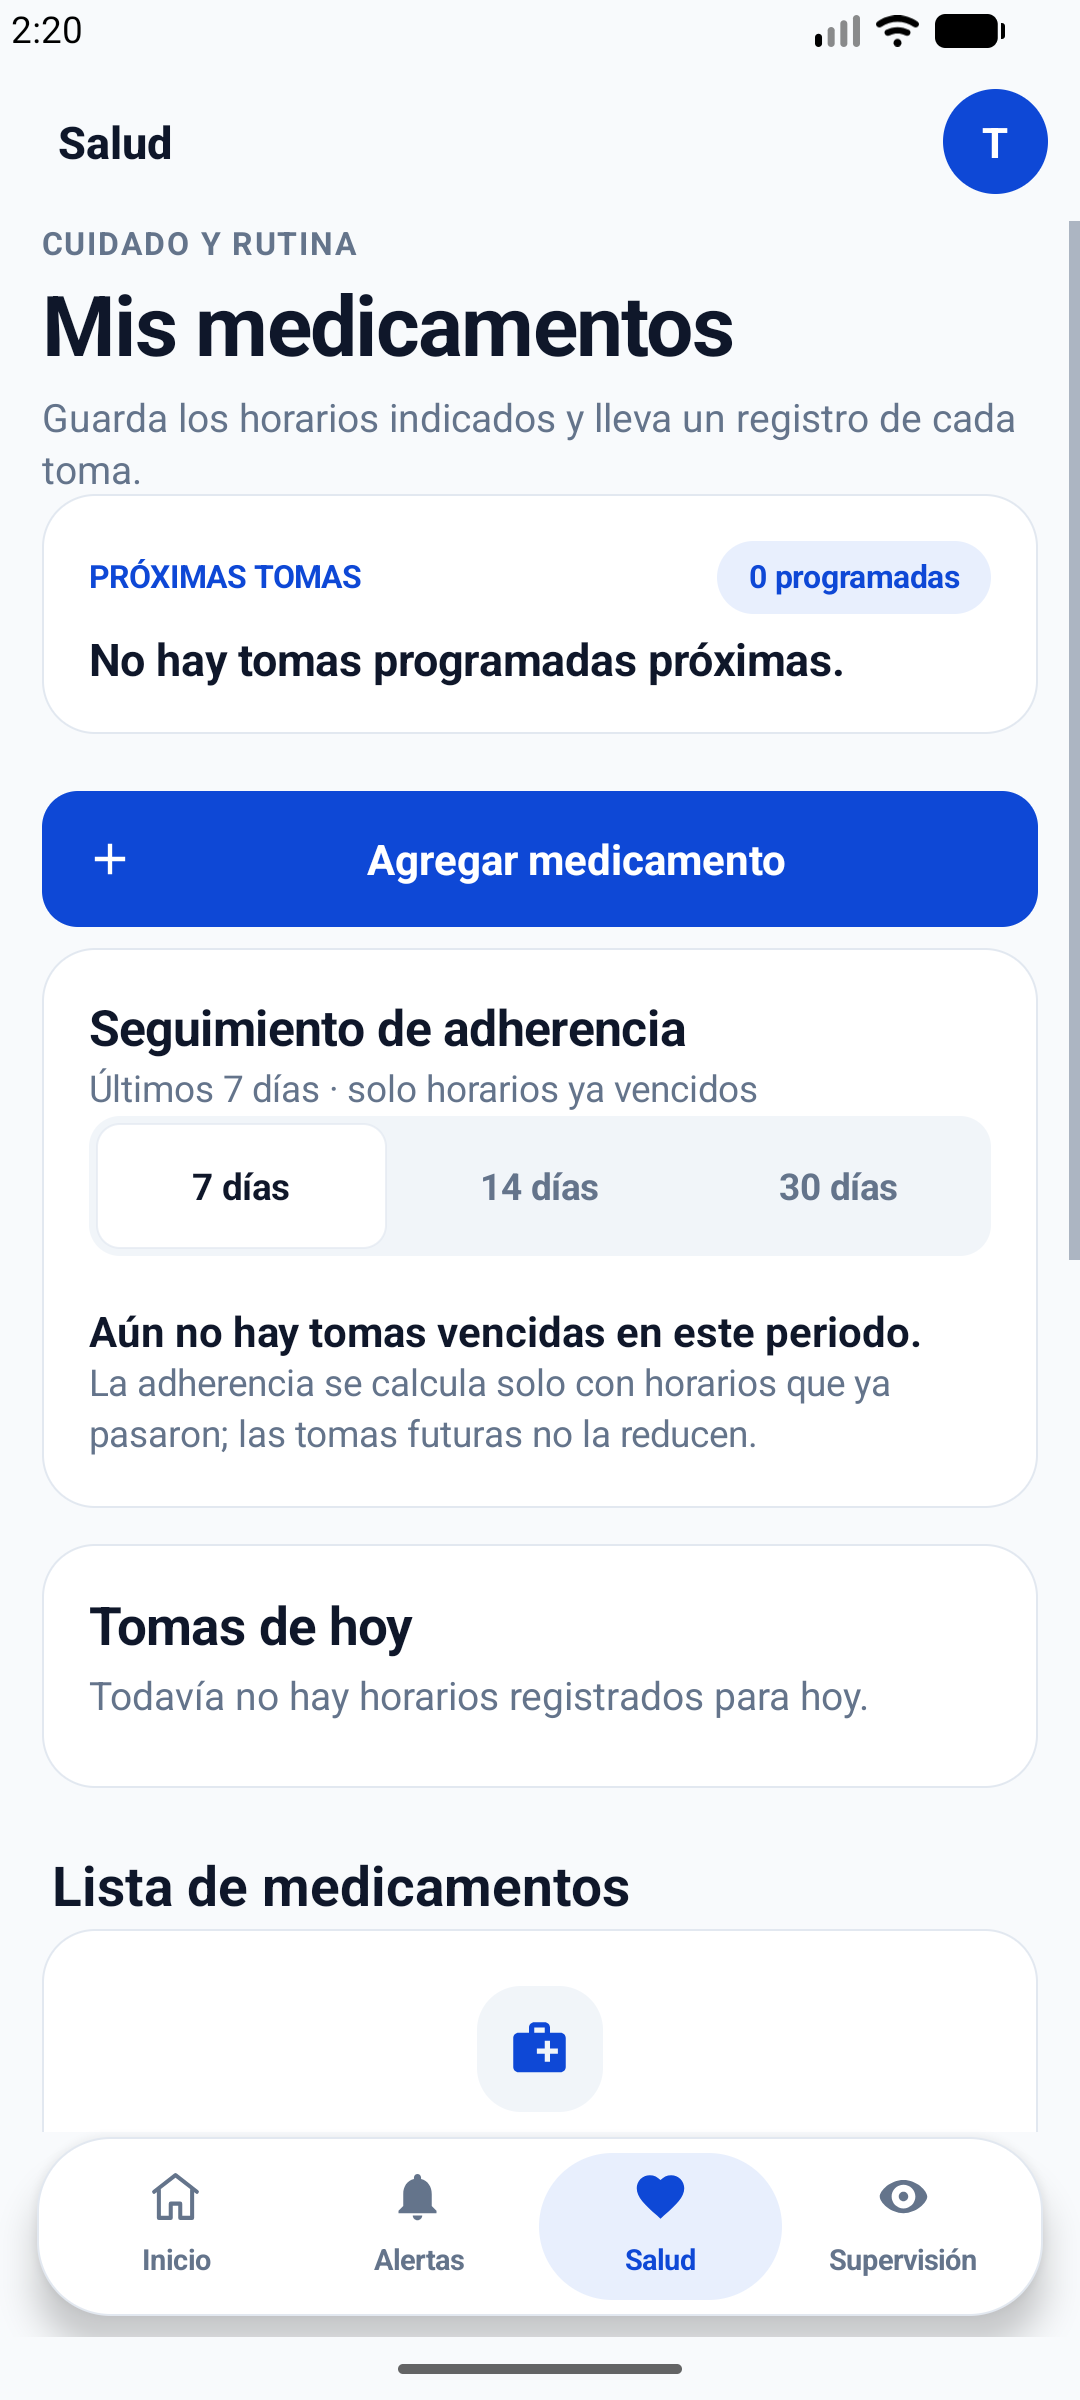 2:20
Salud
T
CUIDADO Y RUTINA
Mis medicamentos
Guarda los horarios indicados y lleva un registro de cada
toma.
PRÓXIMAS TOMAS
0 programadas
No hay tomas programadas próximas.
Agregar medicamento
Seguimiento de adherencia
Últimos 7 días · solo horarios ya vencidos
7 días
14 días
30 días
Aún no hay tomas vencidas en este periodo.
La adherencia se calcula solo con horarios que ya
pasaron; las tomas futuras no la reducen.
Tomas de hoy
Todavía no hay horarios registrados para hoy.
Lista de medicamentos
Inicio
Alertas
Salud
Supervisión